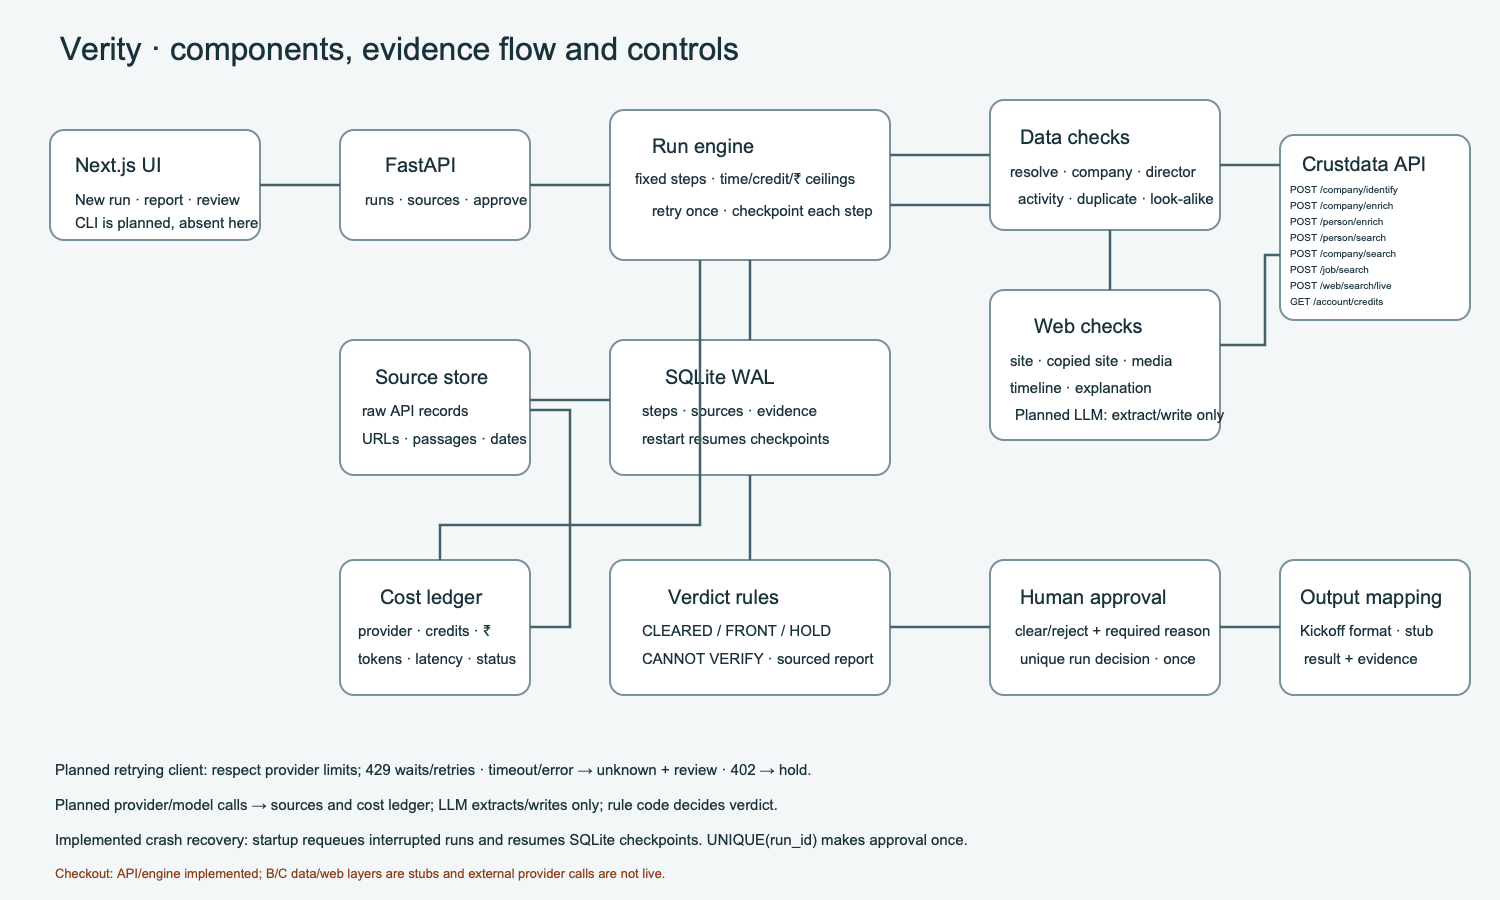 Verity · components, evidence flow and controls
Next.js UI
New run · report · review
CLI is planned, absent here
FastAPI
runs · sources · approve
Run engine
fixed steps · time/credit/₹ ceilings
retry once · checkpoint each step
Data checks
resolve · company · director
activity · duplicate · look-alike
Crustdata API
POST /company/identify
POST /company/enrich
POST /person/enrich
POST /person/search
POST /company/search
POST /job/search
POST /web/search/live
GET /account/credits
Web checks
site · copied site · media
timeline · explanation
Planned LLM: extract/write only
Source store
raw API records
URLs · passages · dates
SQLite WAL
steps · sources · evidence
restart resumes checkpoints
Cost ledger
provider · credits · ₹
tokens · latency · status
Verdict rules
CLEARED / FRONT / HOLD
CANNOT VERIFY · sourced report
Human approval
clear/reject + required reason
unique run decision · once
Output mapping
Kickoff format · stub
result + evidence
Planned retrying client: respect provider limits; 429 waits/retries · timeout/error → unknown + review · 402 → hold.
Planned provider/model calls → sources and cost ledger; LLM extracts/writes only; rule code decides verdict.
Implemented crash recovery: startup requeues interrupted runs and resumes SQLite checkpoints. UNIQUE(run_id) makes approval once.
Checkout: API/engine implemented; B/C data/web layers are stubs and external provider calls are not live.